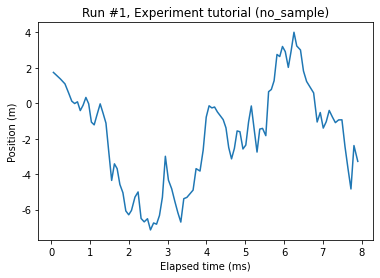 Run #1, Experiment tutorial (no_sample)
4
2
0
-2
-4
-6
Position (m)
0 1 2 3 4 5 6 7 8
Elapsed time (ms)